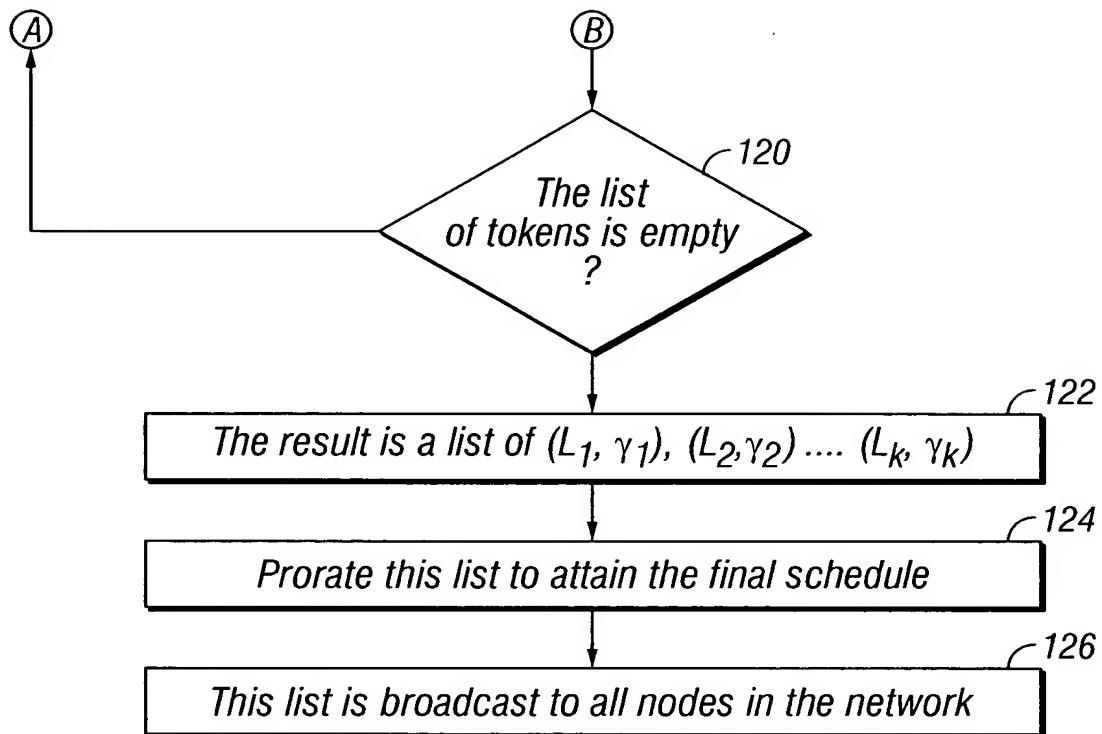 A
B
120
The list
of tokens is empty
?
122
The result is a list of (L₁, γ₁), (L₂,γ₂) .... (Lₖ, γₖ)
124
Prorate this list to attain the final schedule
126
This list is broadcast to all nodes in the network